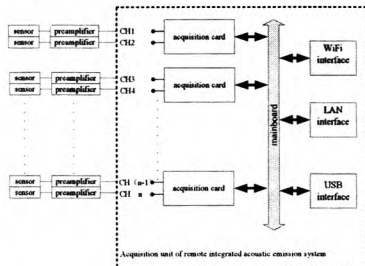 sensor preamplifier CH1
sensor preamplifier CH2
acquisition card
WiFi
interface
sensor preamplifier CH3
sensor preamplifier CH4
acquisition card
LAN
interface
mainboard
sensor preamplifier CH (n-1
sensor preamplifier CH n
acquisition card
USB
interface
Acquisition unit of remote integrated acoustic emission system